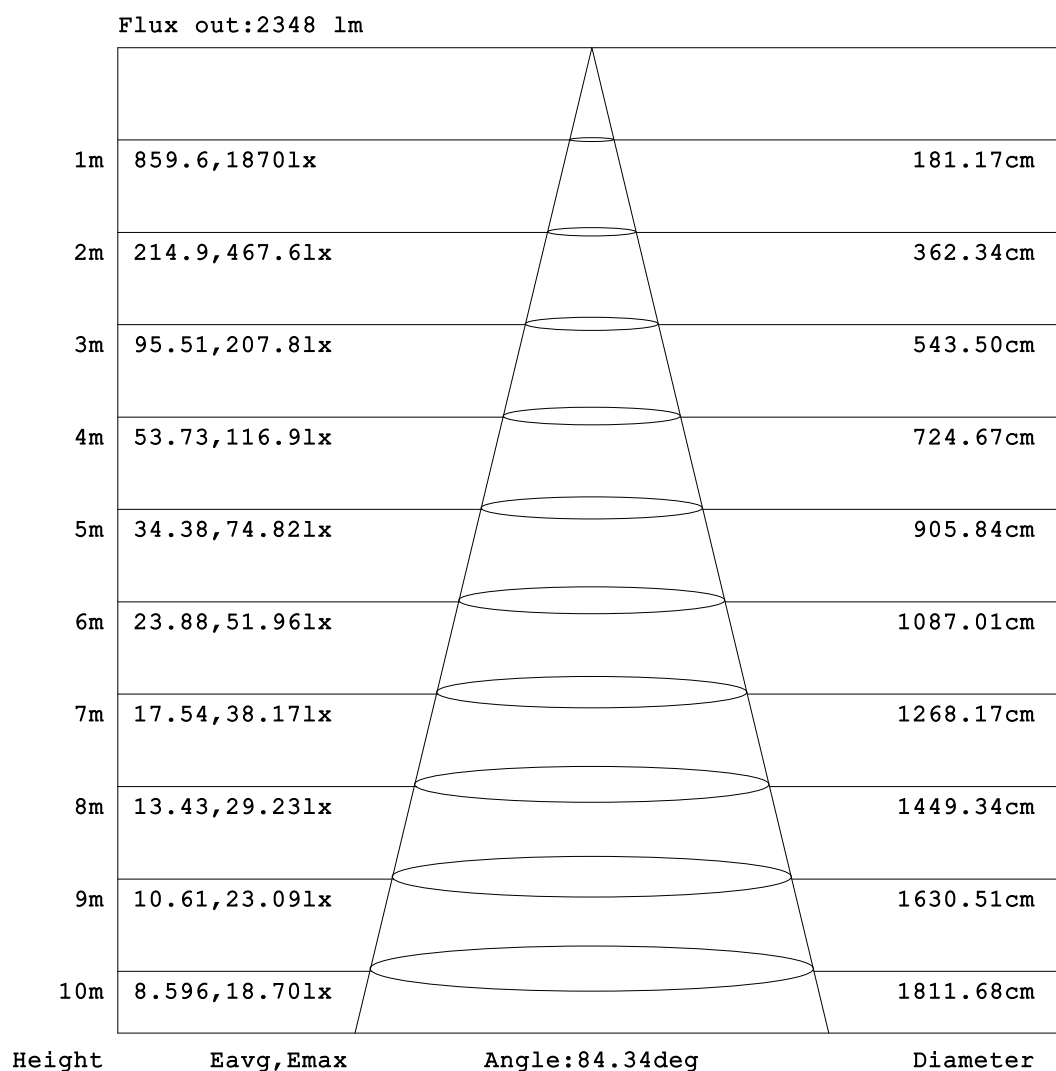 Flux out:2348 lm
1m 859.6,1870lx 181.17cm
2m 214.9,467.6lx 362.34cm
3m 95.51,207.8lx 543.50cm
4m 53.73,116.9lx 724.67cm
5m 34.38,74.82lx 905.84cm
6m 23.88,51.96lx 1087.01cm
7m 17.54,38.17lx 1268.17cm
8m 13.43,29.23lx 1449.34cm
9m 10.61,23.09lx 1630.51cm
10m 8.596,18.70lx 1811.68cm
Height Eavg,Emax Angle:84.34deg Diameter